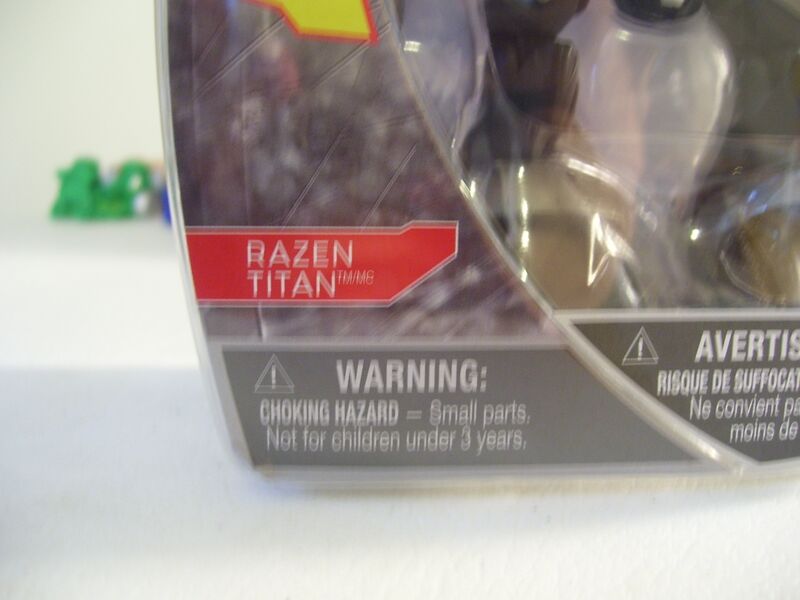 RAZEN
TITAN™/MC
WARNING:
CHOKING HAZARD — Small parts.
Not for children under 3 years.
AVERTIS
RISQUE DE SUFFOCAT
Ne convient pa
moins de